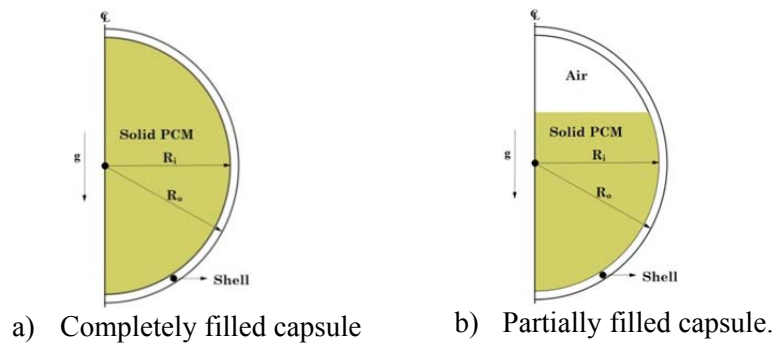 ℄
Solid PCM
g
Rᵢ
Rₒ
Shell
a) Completely filled capsule
℄
Air
Solid PCM
g
Rᵢ
Rₒ
Shell
b) Partially filled capsule.